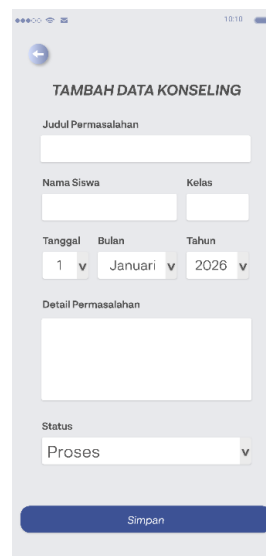 10:10
TAMBAH DATA KONSELING
Judul Permasalahan
Nama Siswa Kelas
Tanggal Bulan Tahun
1 v Januari v 2026 v
Detail Permasalahan
Status
Proses v
Simpan